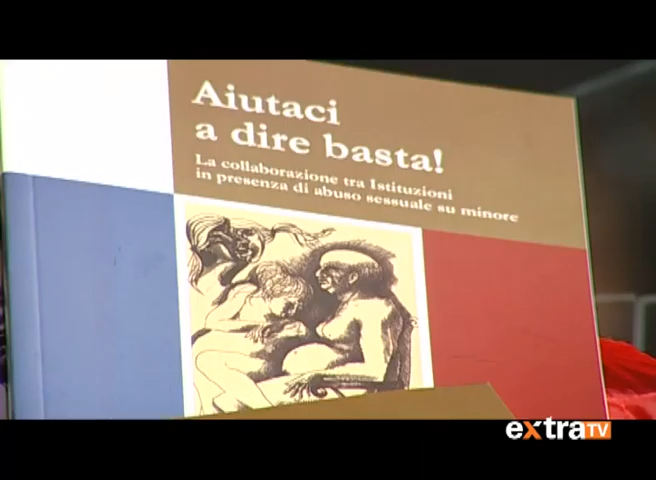 Aiutaci
a dire basta!
La collaborazione tra Istituzioni
in presenza di abuso sessuale su minore
extraTV